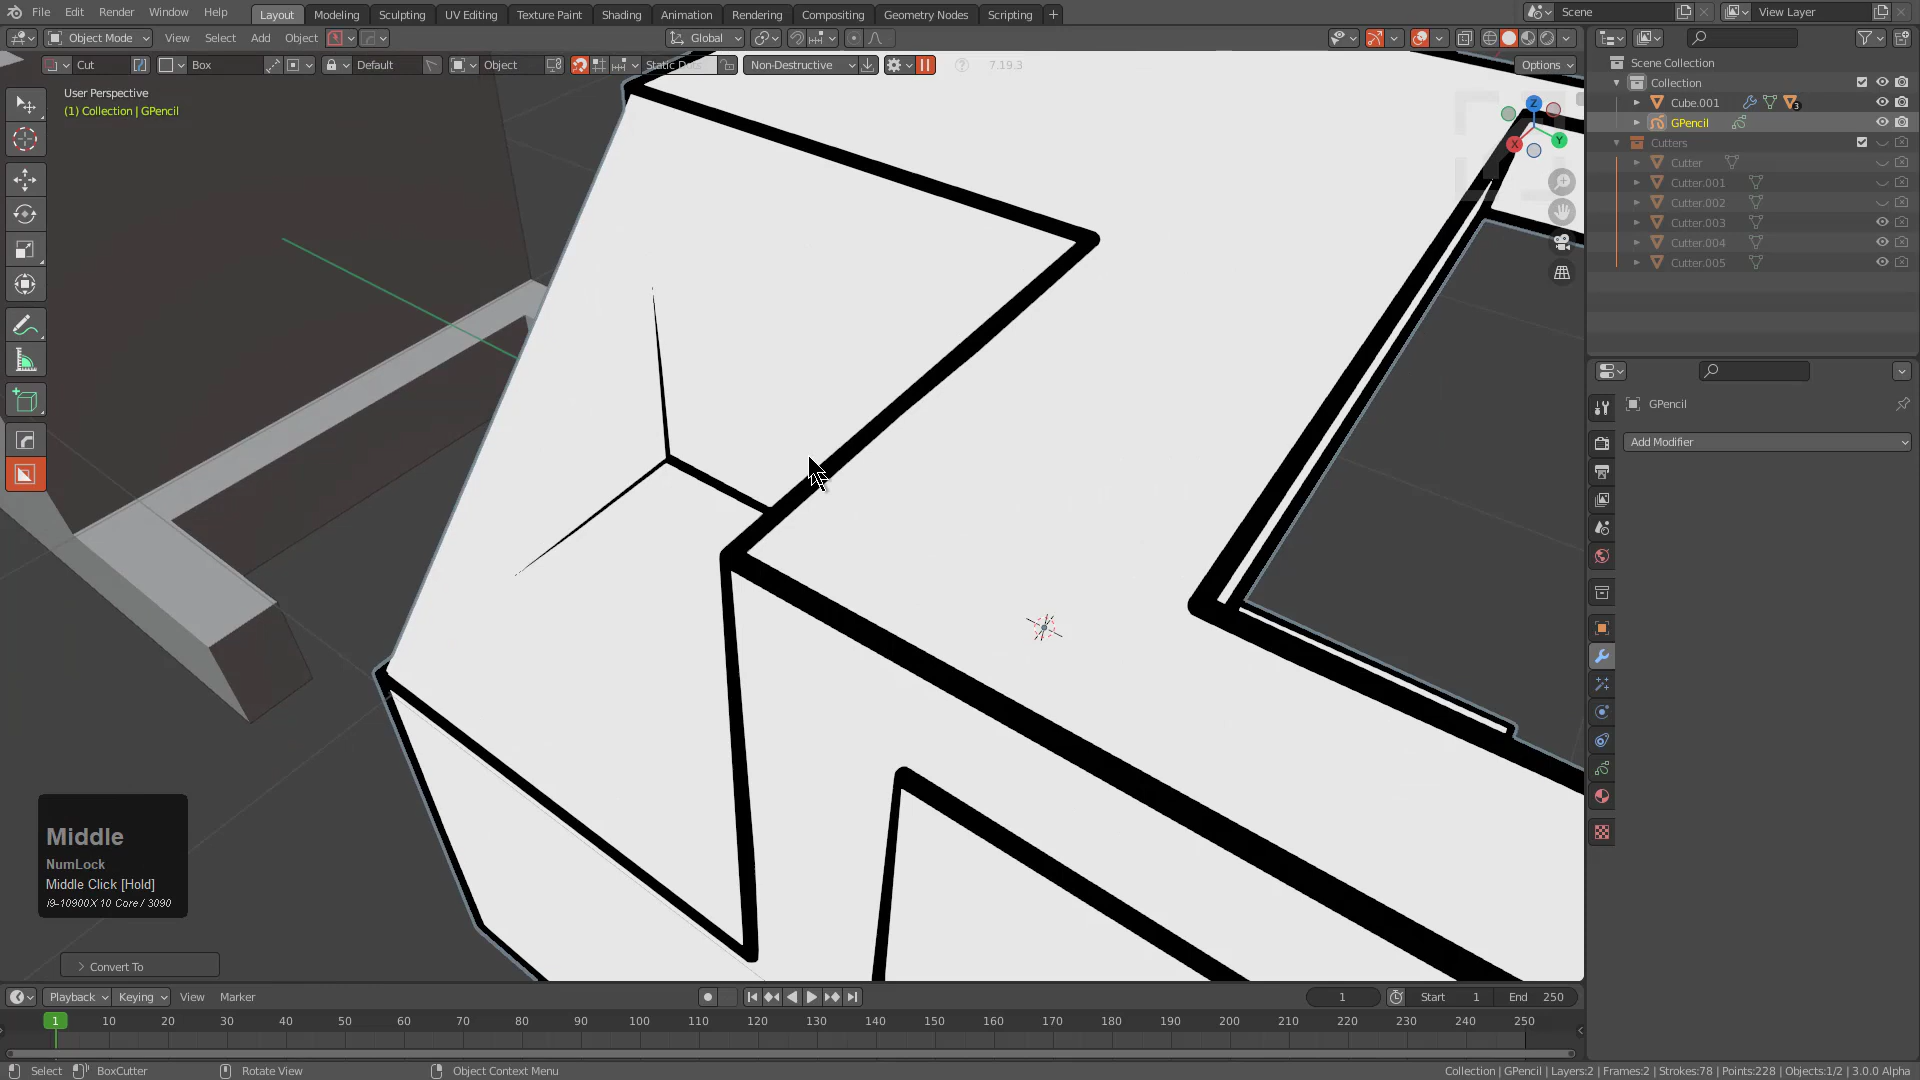 File Edit Render Window Help Layout Modeling Sculpting UV Editing Texture Paint Shading Animation Rendering Compositing Geometry Nodes Scripting + Scene View Layer
Object Mode View Select Add Object Global
Cut Box Default Object Non-Destructive 7.19.3 Options
User Perspective
(1) Collection | GPencil
Scene Collection
Collection
Cube.001 3
GPencil
Cutters
Cutter
Cutter.001
Cutter.002
Cutter.003
Cutter.004
Cutter.005
Z
X Y
GPencil
Add Modifier
Middle
NumLock
Middle Click [Hold]
i9-10900X 10 Core / 3090
Convert To
Playback Keying View Marker 1 Start 1 End 250
1 10 20 30 40 50 60 70 80 90 100 110 120 130 140 150 160 170 180 190 200 210 220 230 240 250
Select BoxCutter Rotate View Object Context Menu Collection | GPencil | Layers:2 | Frames:2 | Strokes:78 | Points:228 | Objects:1/2 | 3.0.0 Alpha